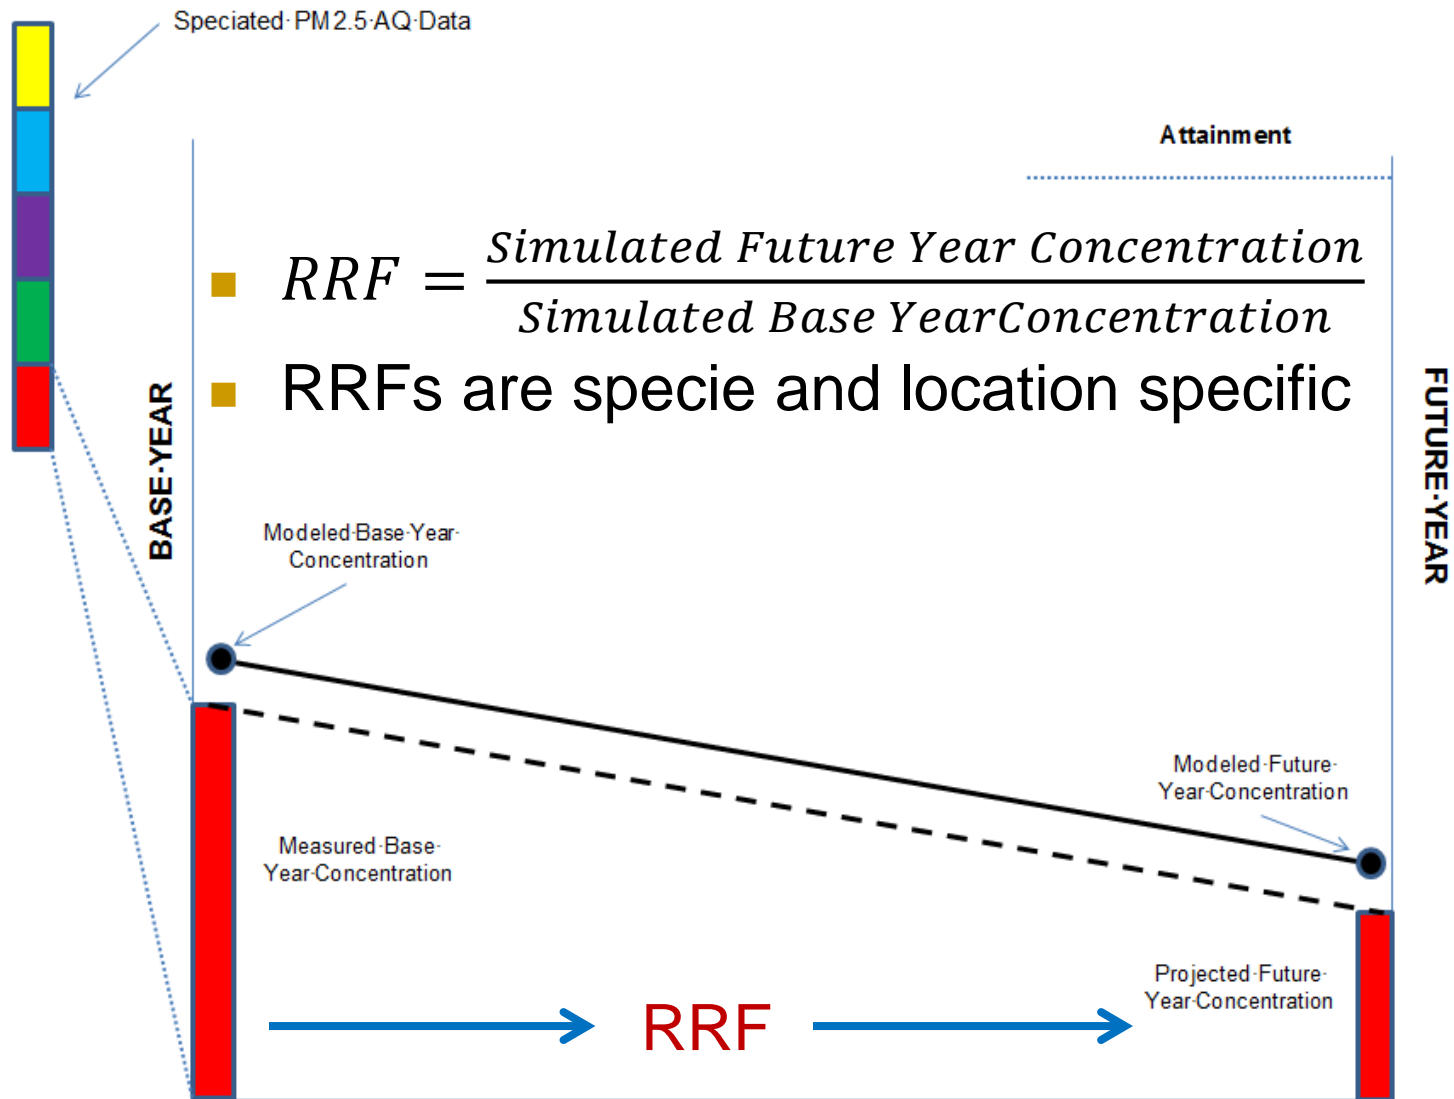 Speciated·PM2.5·AQ·Data
Attainment
RRF = Simulated Future Year Concentration
Simulated Base YearConcentration
RRFs are specie and location specific
BASE·YEAR
FUTURE·YEAR
Modeled·Base·Year·
Concentration
Modeled·Future·
Year·Concentration
Measured·Base·
Year·Concentration
Projected·Future·
Year·Concentration
RRF